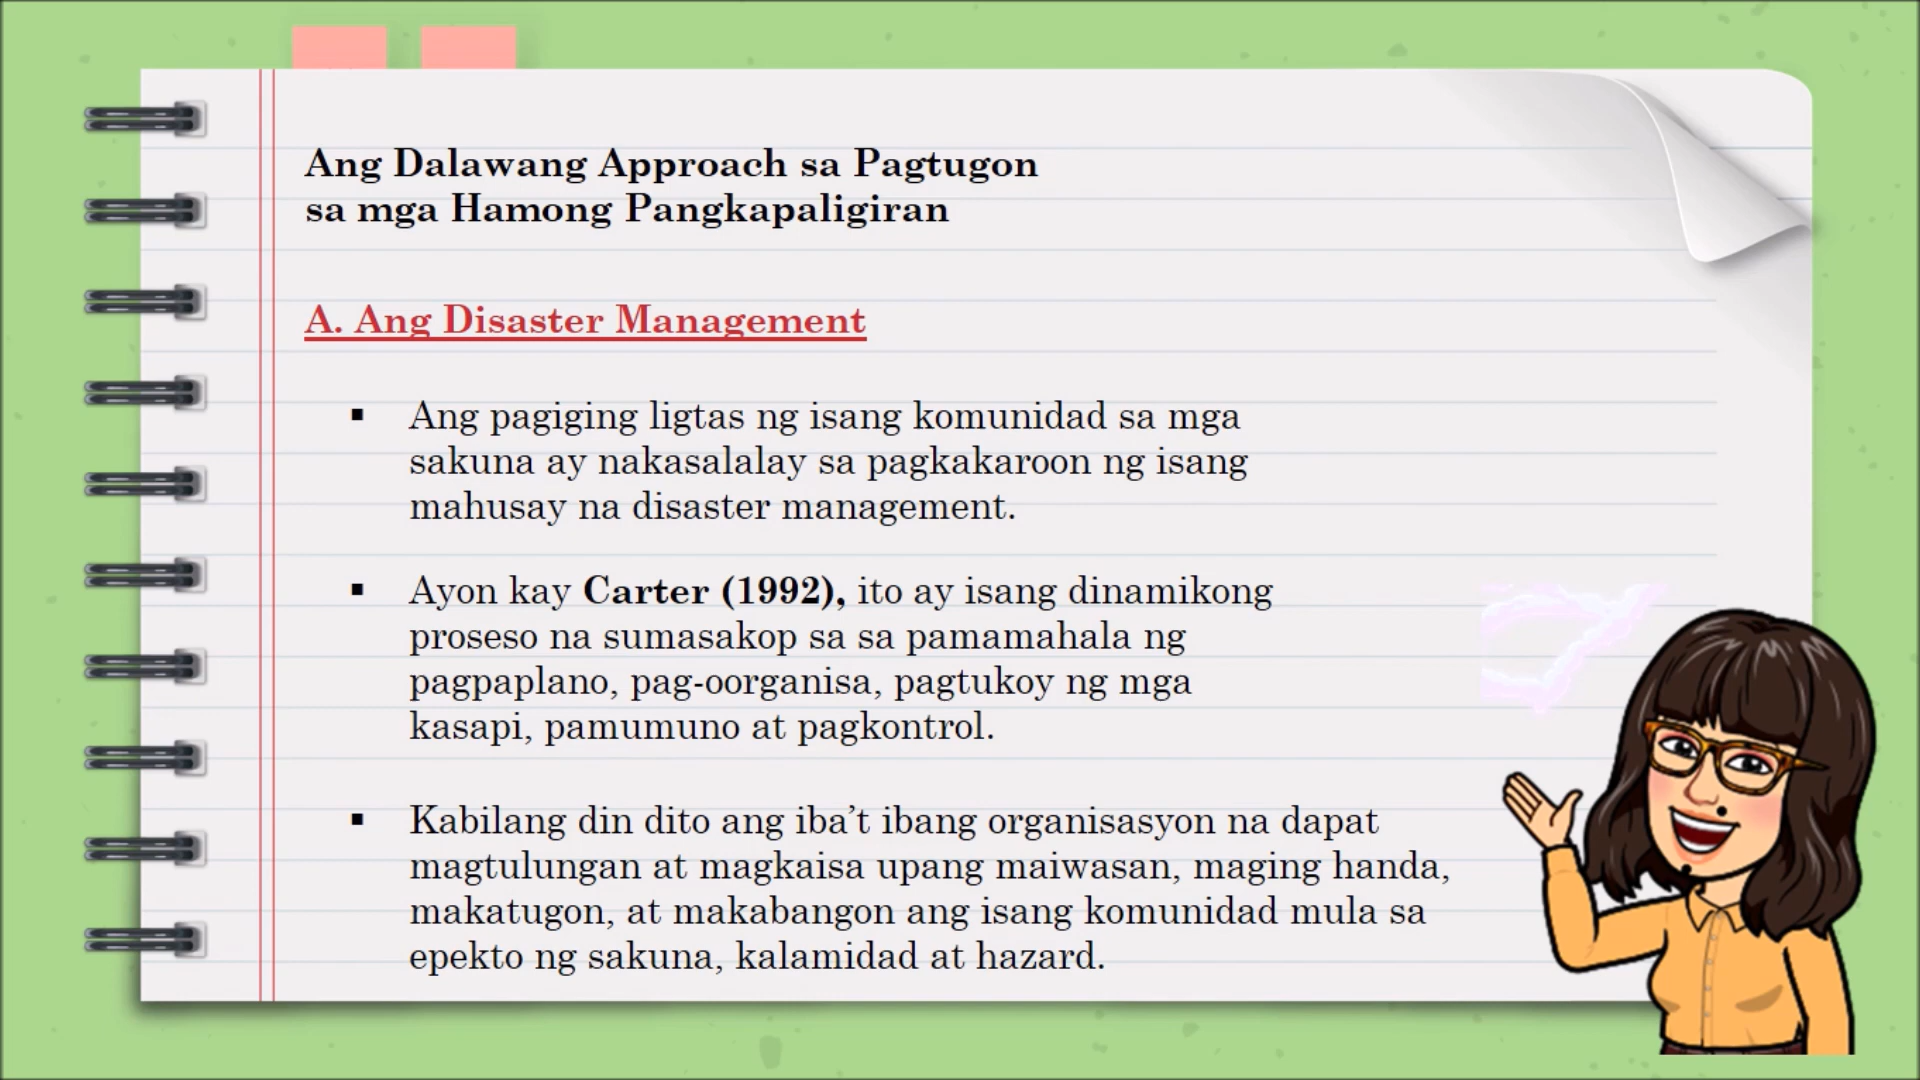 Ang Dalawang Approach sa Pagtugon
sa mga Hamong Pangkapaligiran
A. Ang Disaster Management
▪ Ang pagiging ligtas ng isang komunidad sa mga
sakuna ay nakasalalay sa pagkakaroon ng isang
mahusay na disaster management.
▪ Ayon kay Carter (1992), ito ay isang dinamikong
proseso na sumasakop sa sa pamamahala ng
pagpaplano, pag-oorganisa, pagtukoy ng mga
kasapi, pamumuno at pagkontrol.
▪ Kabilang din dito ang iba’t ibang organisasyon na dapat
magtulungan at magkaisa upang maiwasan, maging handa,
makatugon, at makabangon ang isang komunidad mula sa
epekto ng sakuna, kalamidad at hazard.